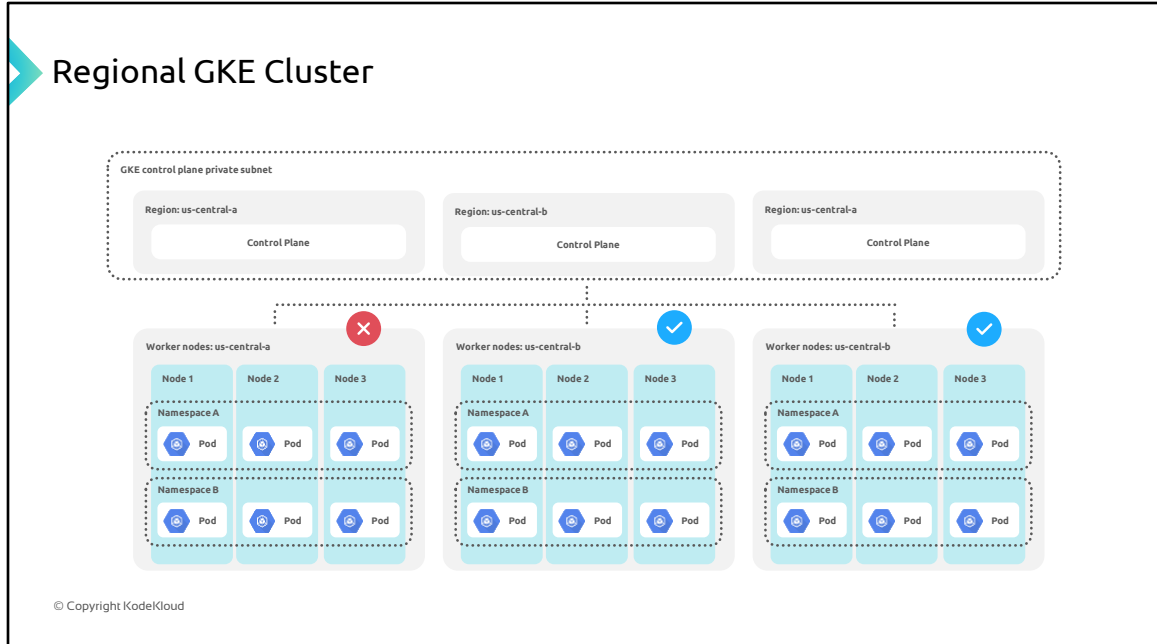 Regional GKE Cluster
GKE control plane private subnet
Region: us-central-a
Region: us-central-b
Region: us-central-a
Control Plane
Control Plane
Control Plane
Worker nodes: us-central-a
Worker nodes: us-central-b
Worker nodes: us-central-b
Node 1 Node 2 Node 3
Node 1 Node 2 Node 3
Node 1 Node 2 Node 3
Namespace A
Namespace A
Namespace A
Pod Pod Pod
Pod Pod Pod
Pod Pod Pod
Namespace B
Namespace B
Namespace B
Pod Pod Pod
Pod Pod Pod
Pod Pod Pod
© Copyright KodeKloud